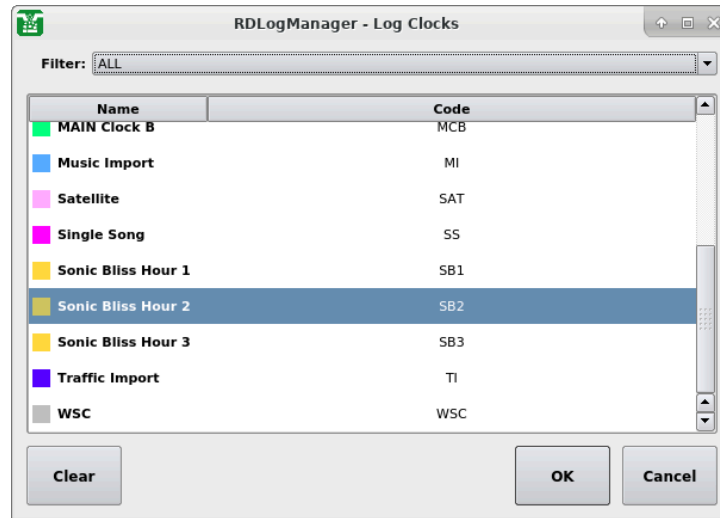 RDLogManager - Log Clocks
Filter: ALL
Name Code
MAIN Clock B MCB
Music Import MI
Satellite SAT
Single Song SS
Sonic Bliss Hour 1 SB1
Sonic Bliss Hour 2 SB2
Sonic Bliss Hour 3 SB3
Traffic Import TI
WSC WSC
Clear OK Cancel